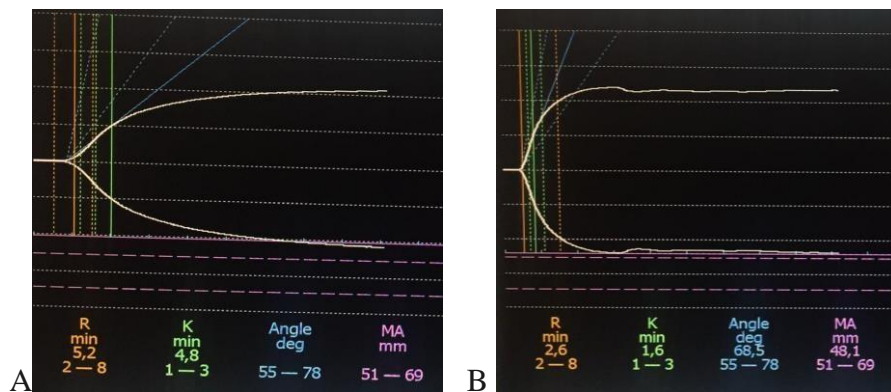 R
min
5,2
2 — 8
K
min
4,8
1 — 3
Angle
deg
55 — 78
MA
mm
51 — 69
A
R
min
2,6
2 — 8
K
min
1,6
1 — 3
Angle
deg
68,5
55 — 78
MA
mm
48,1
51 — 69
B